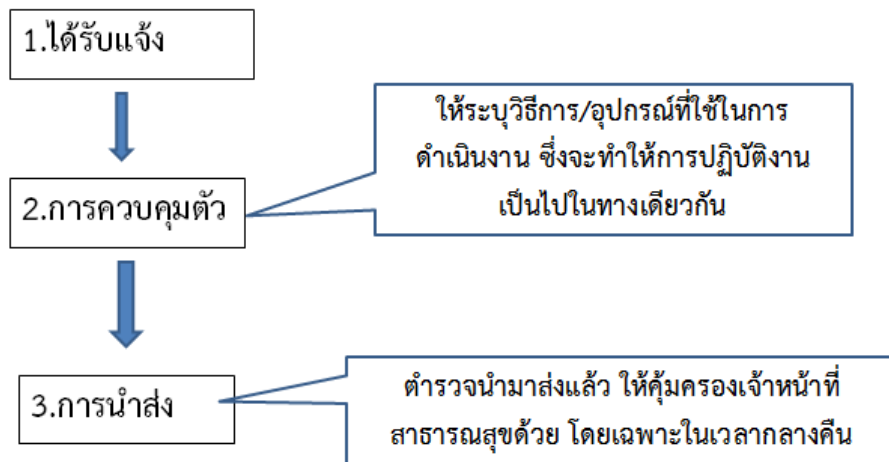 1.ได้รับแจ้ง
ให้ระบุวิธีการ/อุปกรณ์ที่ใช้ในการ
ดำเนินงาน ซึ่งจะทำให้การปฏิบัติงาน
เป็นไปในทางเดียวกัน
2.การควบคุมตัว
3.การนำส่ง
ตำรวจนำมาส่งแล้ว ให้คุ้มครองเจ้าหน้าที่
สาธารณสุขด้วย โดยเฉพาะในเวลากลางคืน